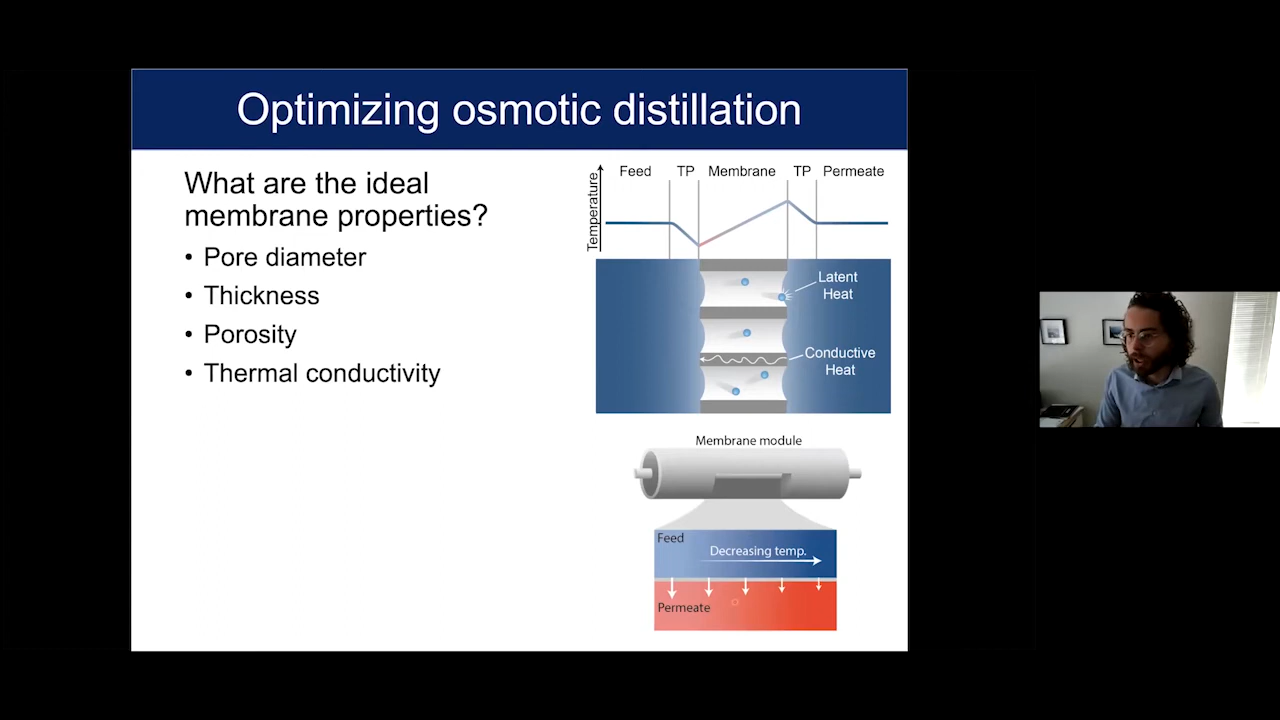 Optimizing osmotic distillation
What are the ideal
membrane properties?
• Pore diameter
• Thickness
• Porosity
• Thermal conductivity
Temperature
Feed TP Membrane TP Permeate
Latent
Heat
Conductive
Heat
Membrane module
Feed
Decreasing temp.
Permeate